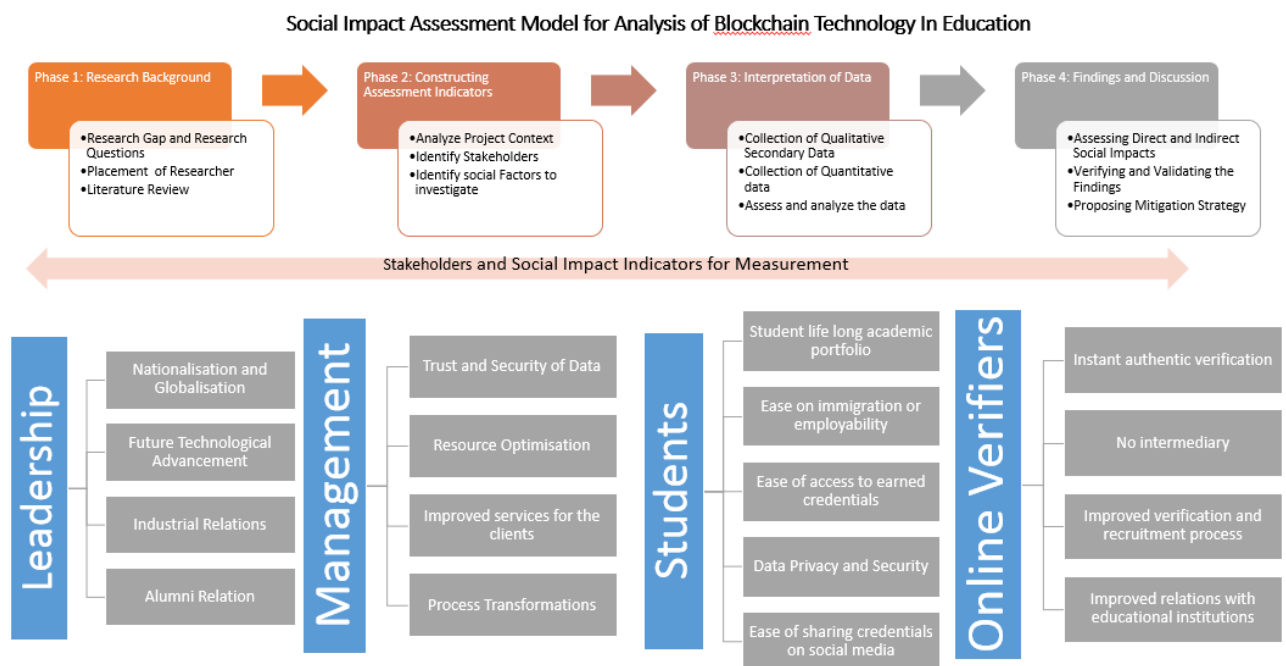 Social Impact Assessment Model for Analysis of Blockchain Technology In Education
Phase 1: Research Background
•Research Gap and Research
Questions
•Placement of Researcher
•Literature Review
Phase 2: Constructing
Assessment Indicators
•Analyze Project Context
•Identify Stakeholders
•Identify social Factors to
investigate
Phase 3: Interpretation of Data
•Collection of Qualitative
Secondary Data
•Collection of Quantitative
data
•Assess and analyze the data
Phase 4: Findings and Discussion
•Assessing Direct and Indirect
Social Impacts
•Verifying and Validating the
Findings
•Proposing Mitigation Strategy
Stakeholders and Social Impact Indicators for Measurement
Leadership
Nationalisation and
Globalisation
Future Technological
Advancement
Industrial Relations
Alumni Relation
Management
Trust and Security of Data
Resource Optimisation
Improved services for the
clients
Process Transformations
Students
Student life long academic
portfolio
Ease on immigration or
employability
Ease of access to earned
credentials
Data Privacy and Security
Ease of sharing credentials
on social media
Online Verifiers
Instant authentic verification
No intermediary
Improved verification and
recruitment process
Improved relations with
educational institutions